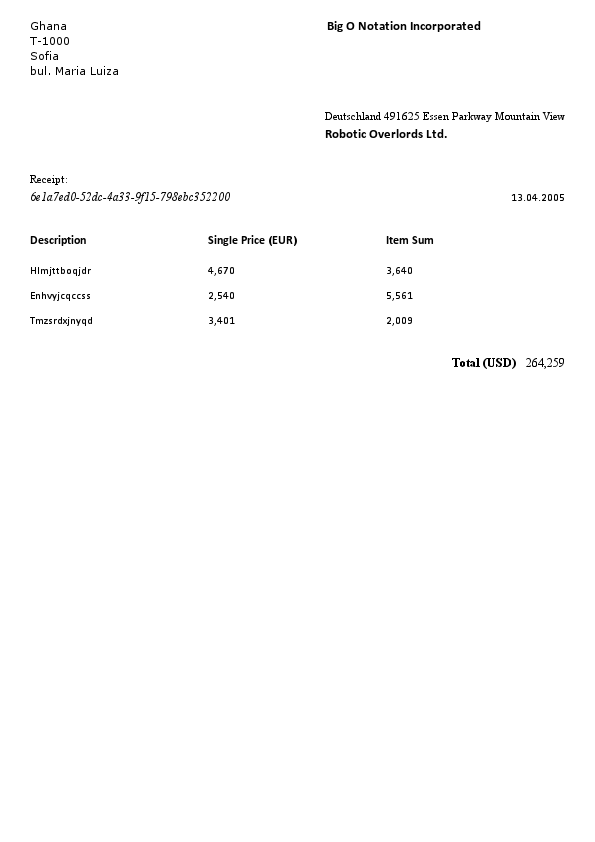 Ghana
T-1000
Sofia
bul. Maria Luiza
Big O Notation Incorporated
Deutschland 491625 Essen Parkway Mountain View
Robotic Overlords Ltd.
Receipt:
6e1a7ed0-52dc-4a33-9f15-798ebc352200
13.04.2005
Description Single Price (EUR) Item Sum
Hlmjttboqjdr 4,670 3,640
Enhvyjcqccss 2,540 5,561
Tmzsrdxjnyqd 3,401 2,009
Total (USD) 264,259